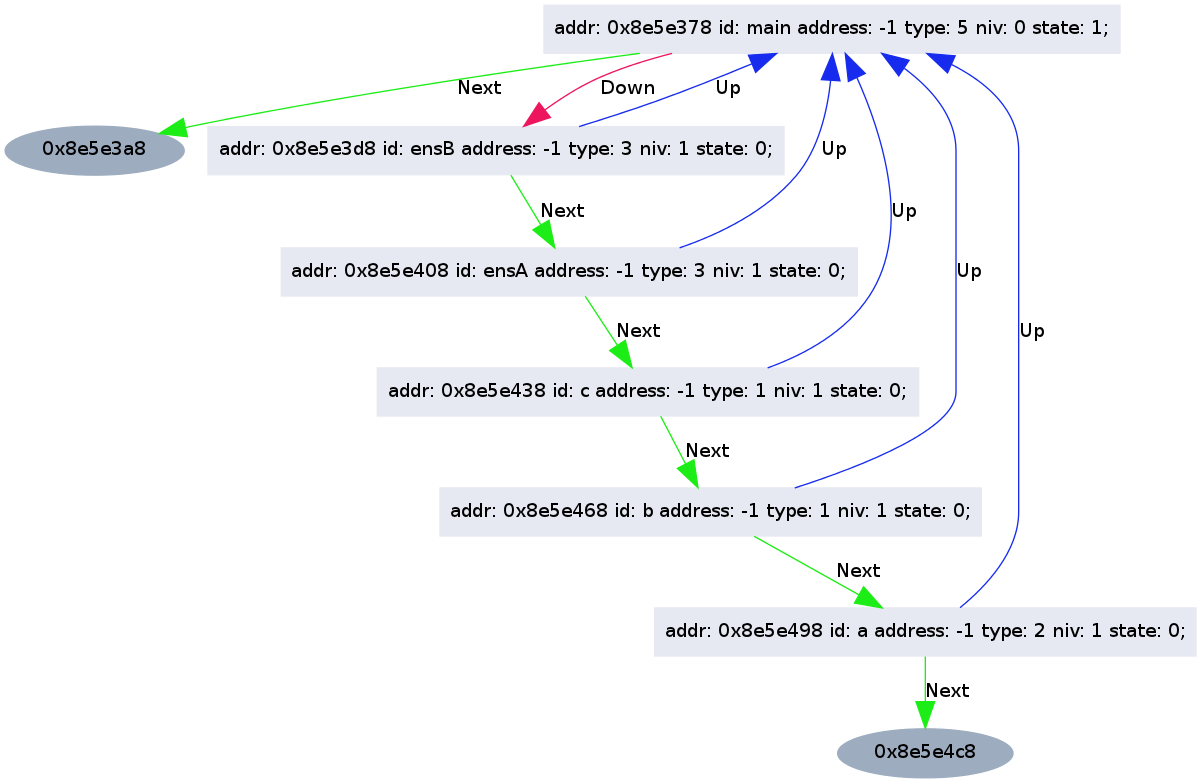 addr: 0x8e5e378 id: main address: -1 type: 5 niv: 0 state: 1;
Next
Down
Up
0x8e5e3a8
addr: 0x8e5e3d8 id: ensB address: -1 type: 3 niv: 1 state: 0;
Up
Next
Up
addr: 0x8e5e408 id: ensA address: -1 type: 3 niv: 1 state: 0;
Up
Next
Up
addr: 0x8e5e438 id: c address: -1 type: 1 niv: 1 state: 0;
Next
addr: 0x8e5e468 id: b address: -1 type: 1 niv: 1 state: 0;
Next
addr: 0x8e5e498 id: a address: -1 type: 2 niv: 1 state: 0;
Next
0x8e5e4c8